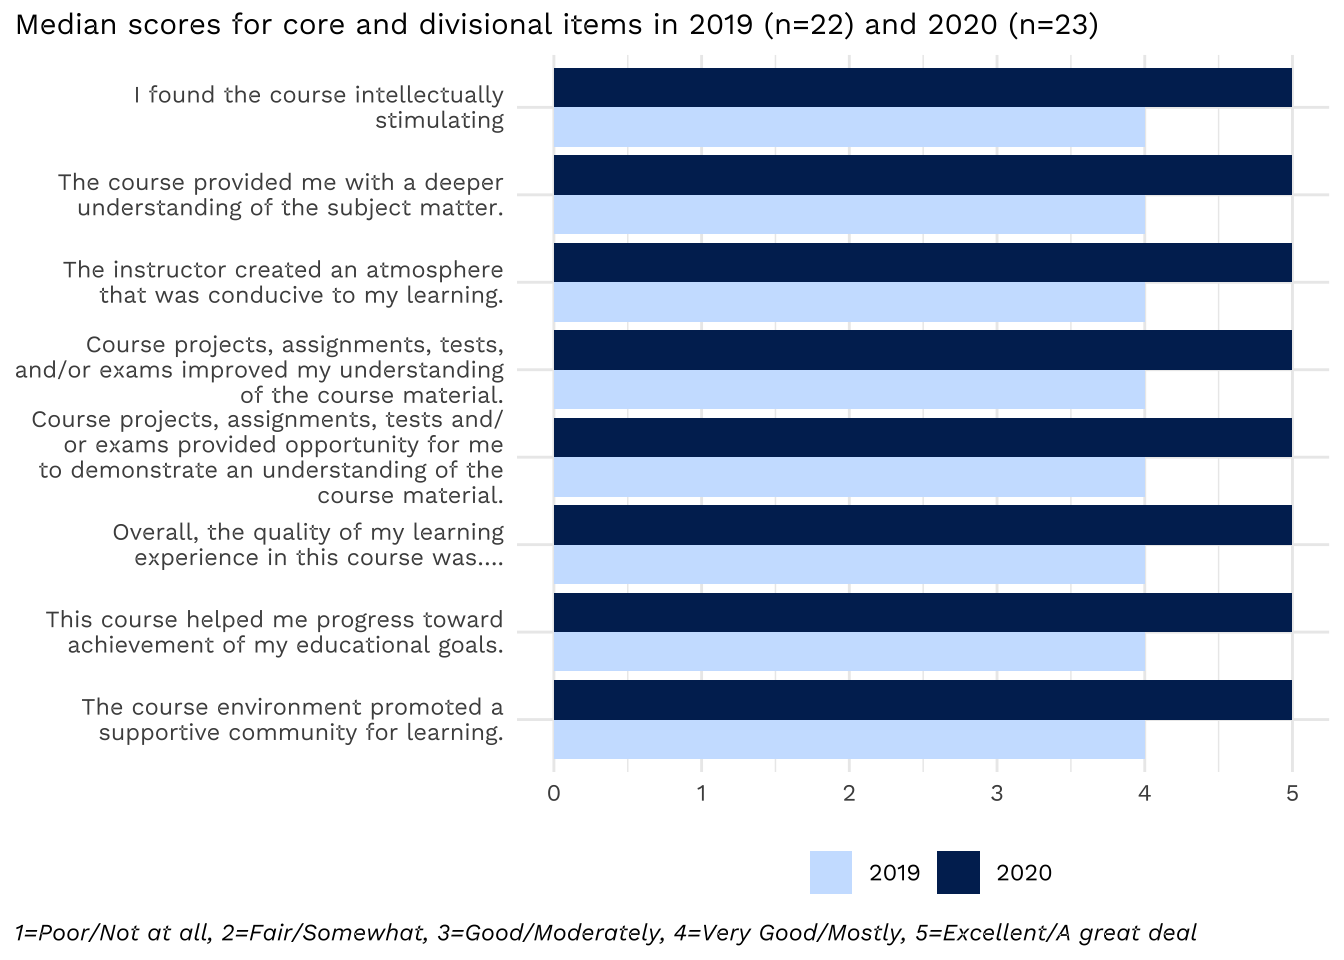 Median scores for core and divisional items in 2019 (n=22) and 2020 (n=23)
I found the course intellectually
stimulating
The course provided me with a deeper
understanding of the subject matter.
The instructor created an atmosphere
that was conducive to my learning.
Course projects, assignments, tests,
and/or exams improved my understanding
of the course material.
Course projects, assignments, tests and/
or exams provided opportunity for me
to demonstrate an understanding of the
course material.
Overall, the quality of my learning
experience in this course was....
This course helped me progress toward
achievement of my educational goals.
The course environment promoted a
supportive community for learning.
0 1 2 3 4 5
2019 2020
1=Poor/Not at all, 2=Fair/Somewhat, 3=Good/Moderately, 4=Very Good/Mostly, 5=Excellent/A great deal